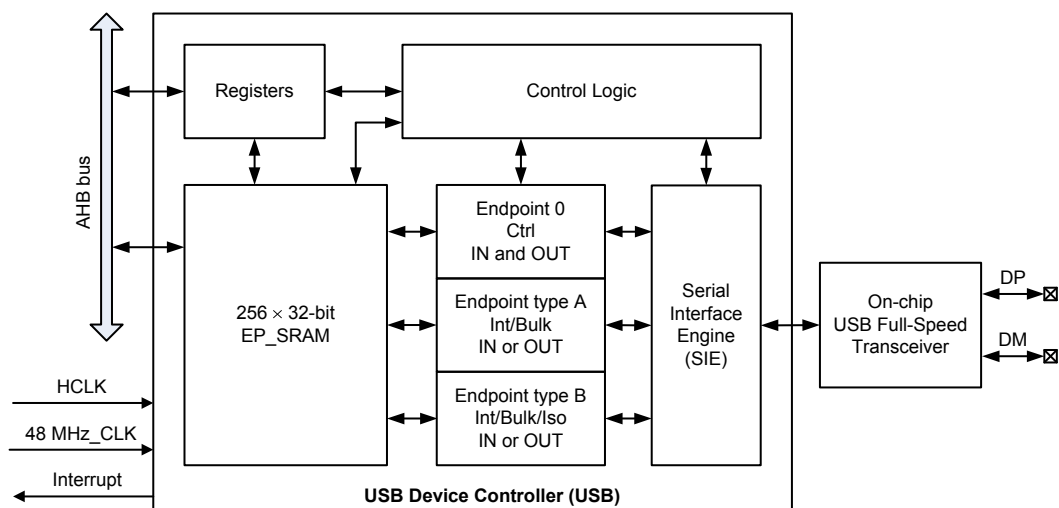 AHB bus
Registers
Control Logic
256 × 32-bit
EP_SRAM
Endpoint 0
Ctrl
IN and OUT
Endpoint type A
Int/Bulk
IN or OUT
Endpoint type B
Int/Bulk/Iso
IN or OUT
Serial
Interface
Engine
(SIE)
On-chip
USB Full-Speed
Transceiver
DP
DM
HCLK
48 MHz_CLK
Interrupt
USB Device Controller (USB)